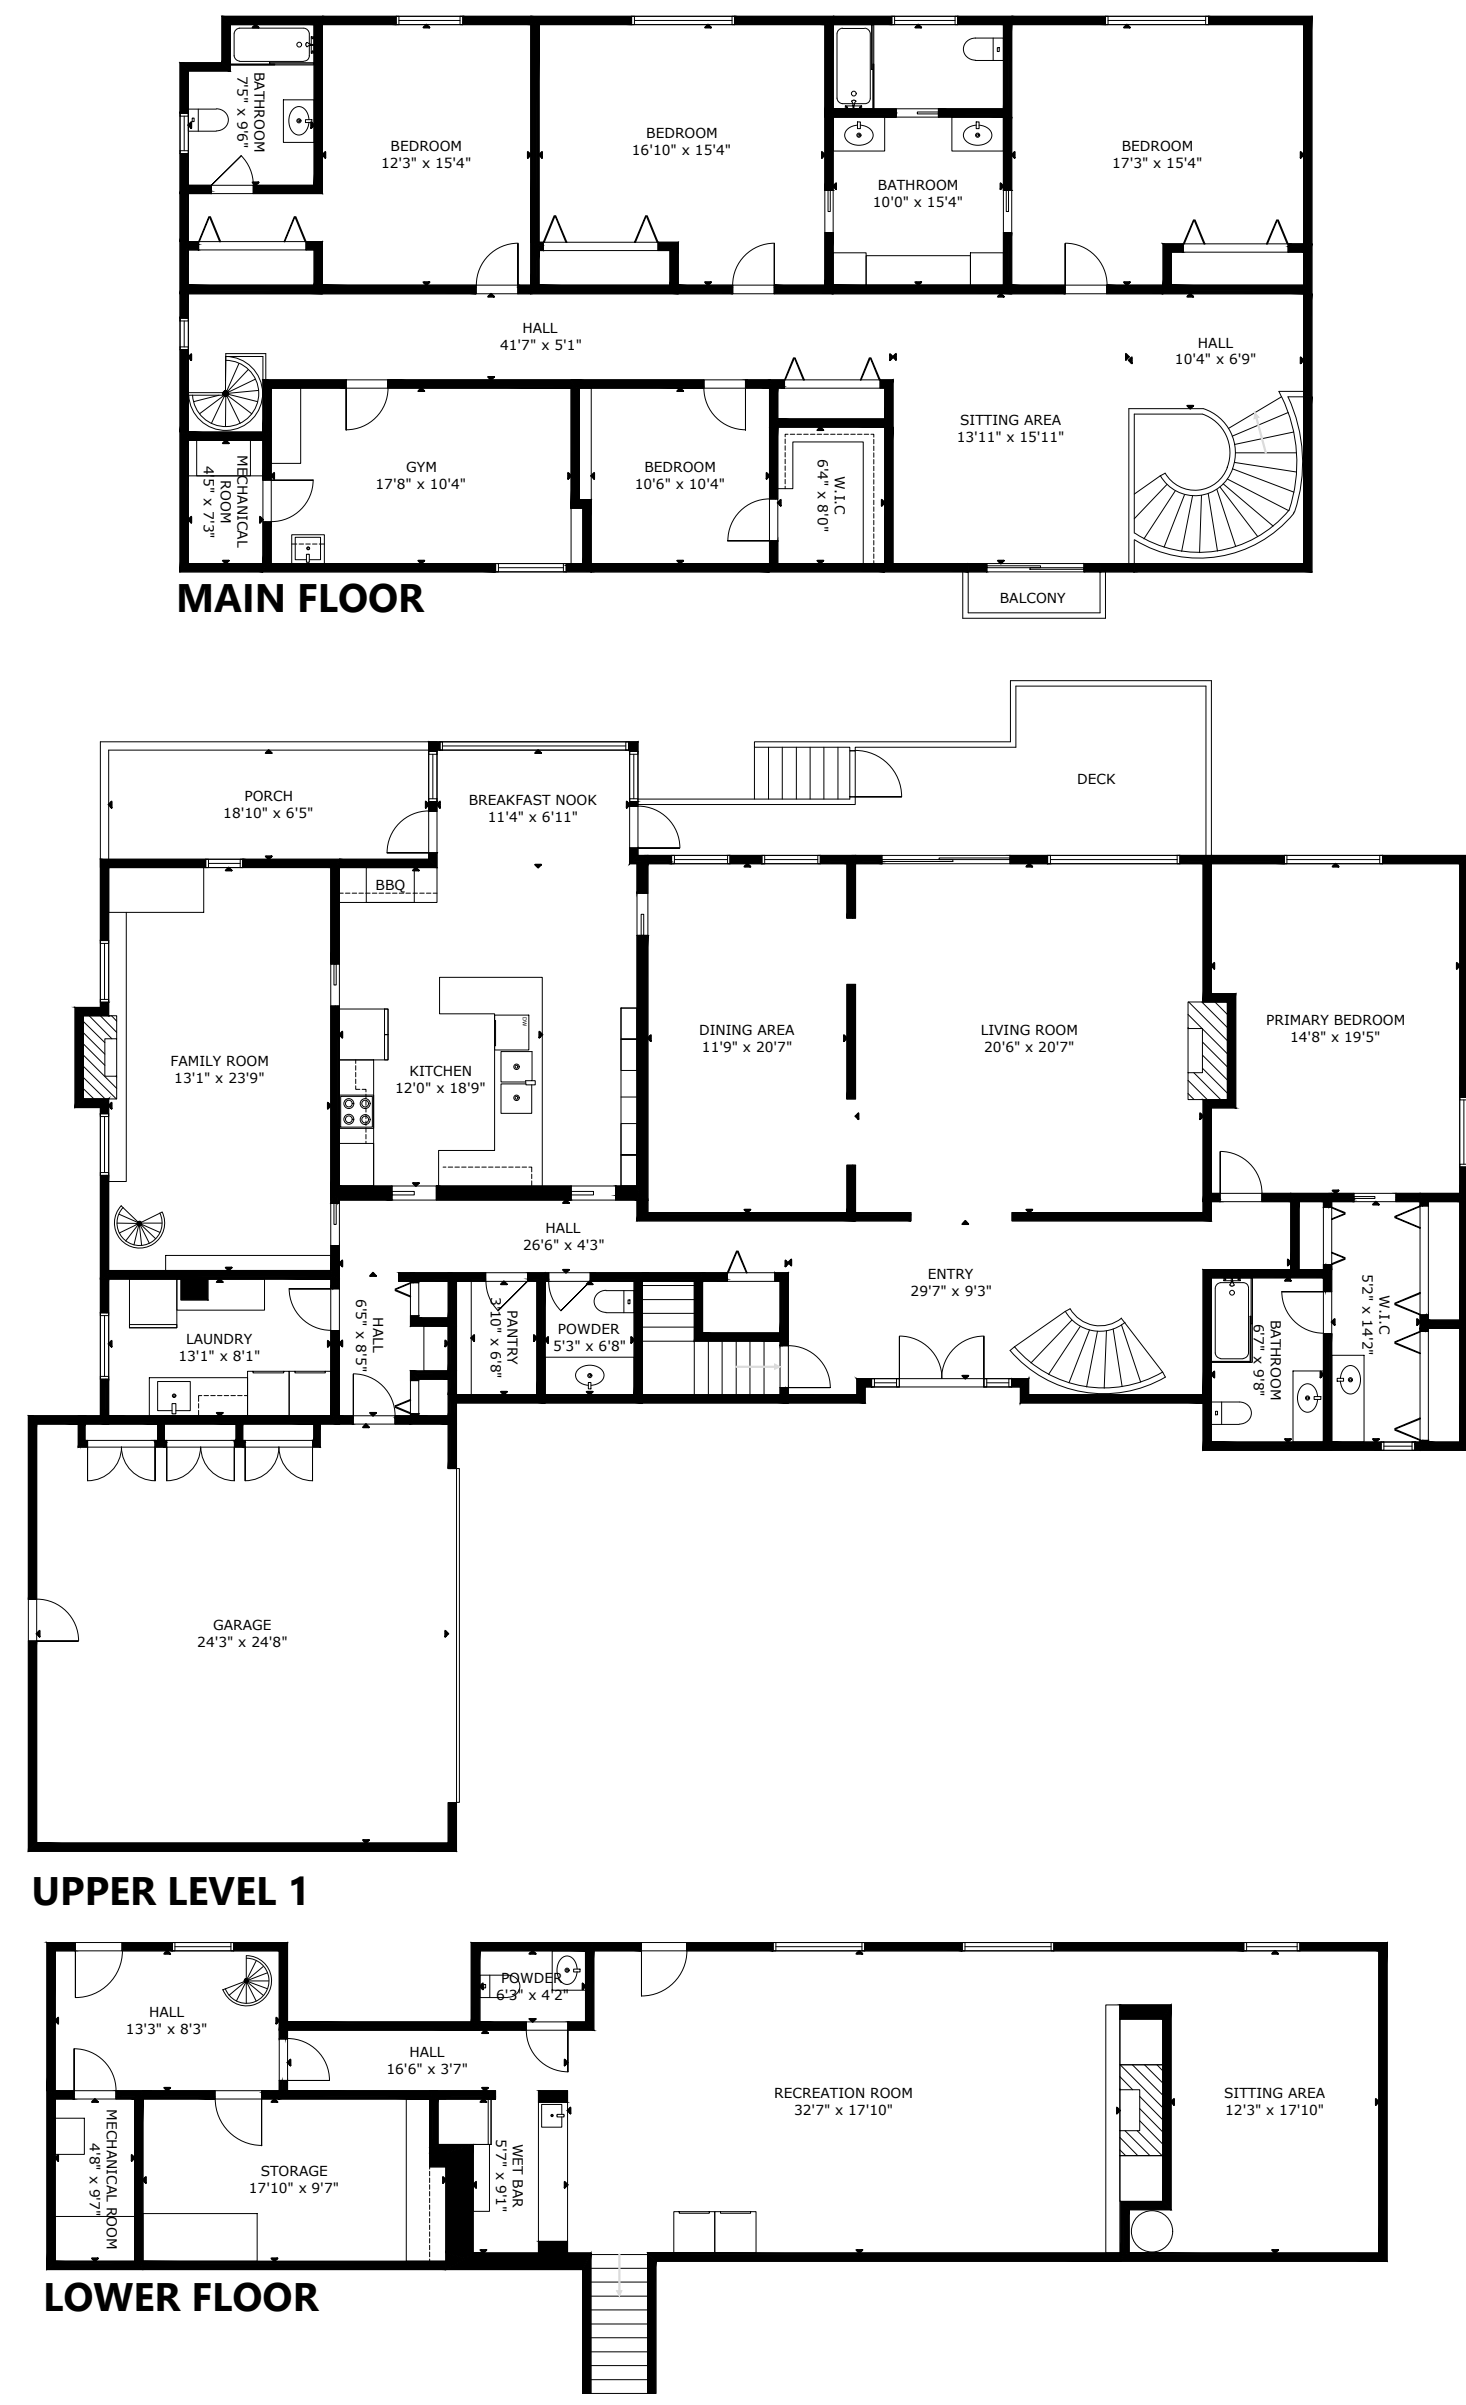 BATHROOM
7'5" x 9'6"
BEDROOM
12'3" x 15'4"
BEDROOM
16'10" x 15'4"
BATHROOM
10'0" x 15'4"
BEDROOM
17'3" x 15'4"
HALL
41'7" x 5'1"
HALL
10'4" x 6'9"
SITTING AREA
13'11" x 15'11"
GYM
17'8" x 10'4"
BEDROOM
10'6" x 10'4"
W.I.C
6'4" x 8'0"
MECHANICAL
ROOM
4'5" x 7'3"
BALCONY
MAIN FLOOR
PORCH
18'10" x 6'5"
BREAKFAST NOOK
11'4" x 6'11"
DECK
BBQ
FAMILY ROOM
13'1" x 23'9"
DW
KITCHEN
12'0" x 18'9"
DINING AREA
11'9" x 20'7"
LIVING ROOM
20'6" x 20'7"
PRIMARY BEDROOM
14'8" x 19'5"
HALL
26'6" x 4'3"
ENTRY
29'7" x 9'3"
LAUNDRY
13'1" x 8'1"
HALL
6'5" x 8'5"
PANTRY
3'10" x 6'8"
POWDER
5'3" x 6'8"
BATHROOM
6'7" x 9'8"
W.I.C
5'2" x 14'2"
GARAGE
24'3" x 24'8"
UPPER LEVEL 1
HALL
13'3" x 8'3"
POWDER
6'3" x 4'2"
HALL
16'6" x 3'7"
RECREATION ROOM
32'7" x 17'10"
SITTING AREA
12'3" x 17'10"
MECHANICAL ROOM
4'8" x 9'7"
STORAGE
17'10" x 9'7"
WET BAR
5'7" x 9'1"
LOWER FLOOR